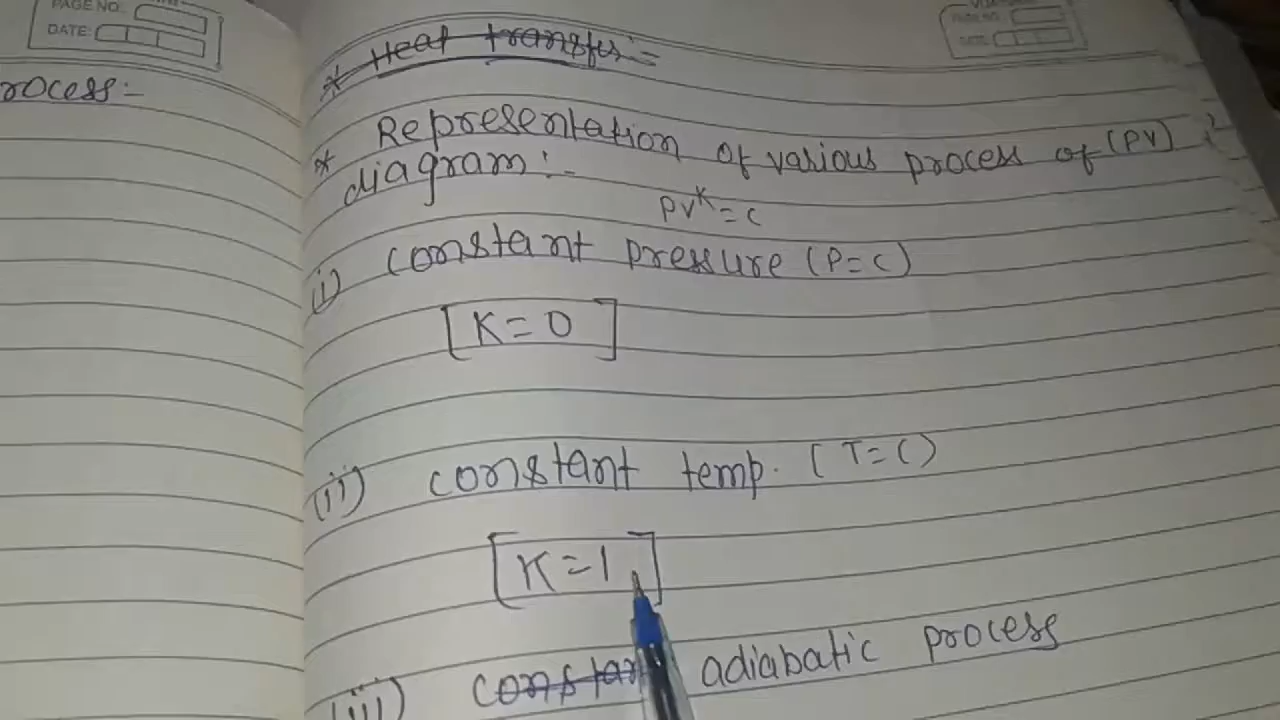 PAGE NO.:
DATE:
rocess:-
* Heat transfer:-
* Representation of various process of (PV)
diagram:-
PV^K = C
(i) constant pressure (P=C)
[K=0]
(ii) constant temp. (T=C)
[K=1]
(iii) constant adiabatic process